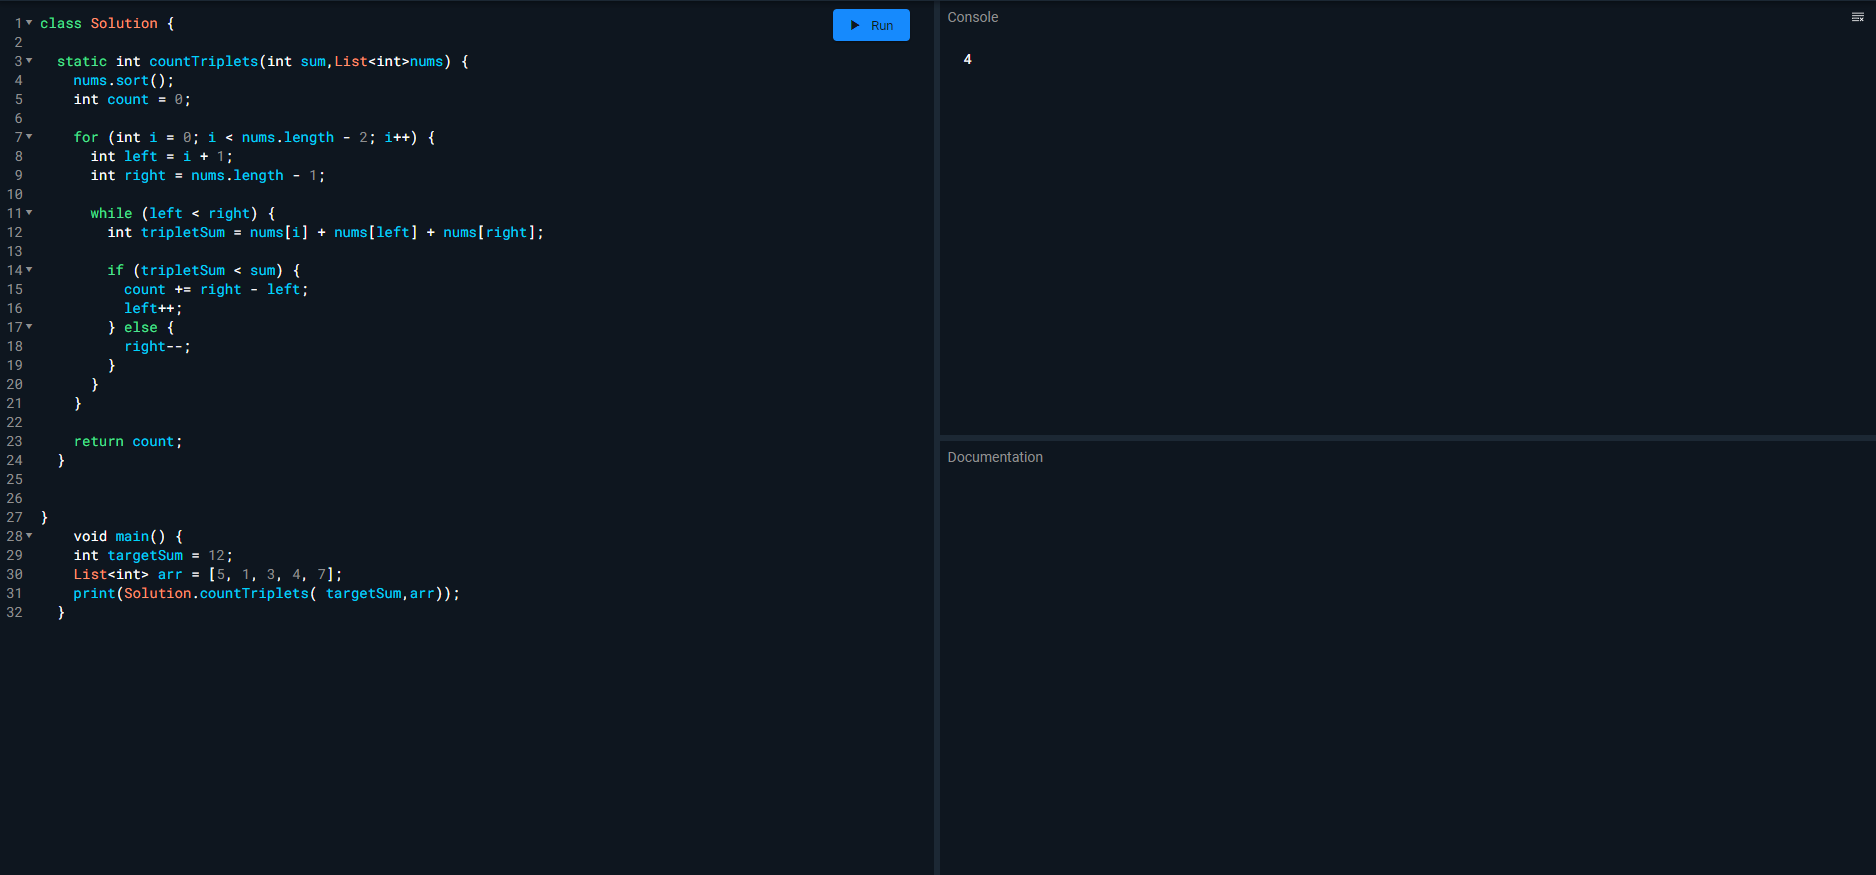 1 class Solution {
2
3 static int countTriplets(int sum,List<int>nums) {
4 nums.sort();
5 int count = 0;
6
7 for (int i = 0; i < nums.length - 2; i++) {
8 int left = i + 1;
9 int right = nums.length - 1;
10
11 while (left < right) {
12 int tripletSum = nums[i] + nums[left] + nums[right];
13
14 if (tripletSum < sum) {
15 count += right - left;
16 left++;
17 } else {
18 right--;
19 }
20 }
21 }
22
23 return count;
24 }
25
26
27 }
28 void main() {
29 int targetSum = 12;
30 List<int> arr = [5, 1, 3, 4, 7];
31 print(Solution.countTriplets( targetSum,arr));
32 }
Run
Console
4
Documentation